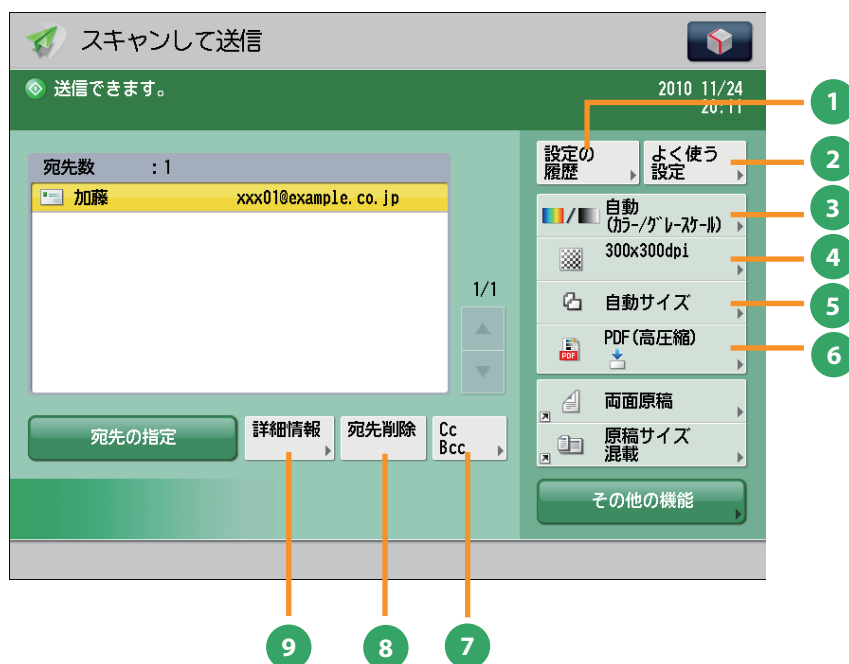 スキャンして送信
送信できます。
2010 11/24
20:11
宛先数 :1
加藤 xxx01@example.co.jp
1/1
宛先の指定
詳細情報
宛先削除
Cc
Bcc
設定の
履歴
よく使う
設定
自動
(ｶﾗｰ/ｸﾞﾚｰｽｹｰﾙ)
300x300dpi
自動サイズ
PDF(高圧縮)
PDF
両面原稿
原稿サイズ
混載
その他の機能
1
2
3
4
5
6
9
8
7